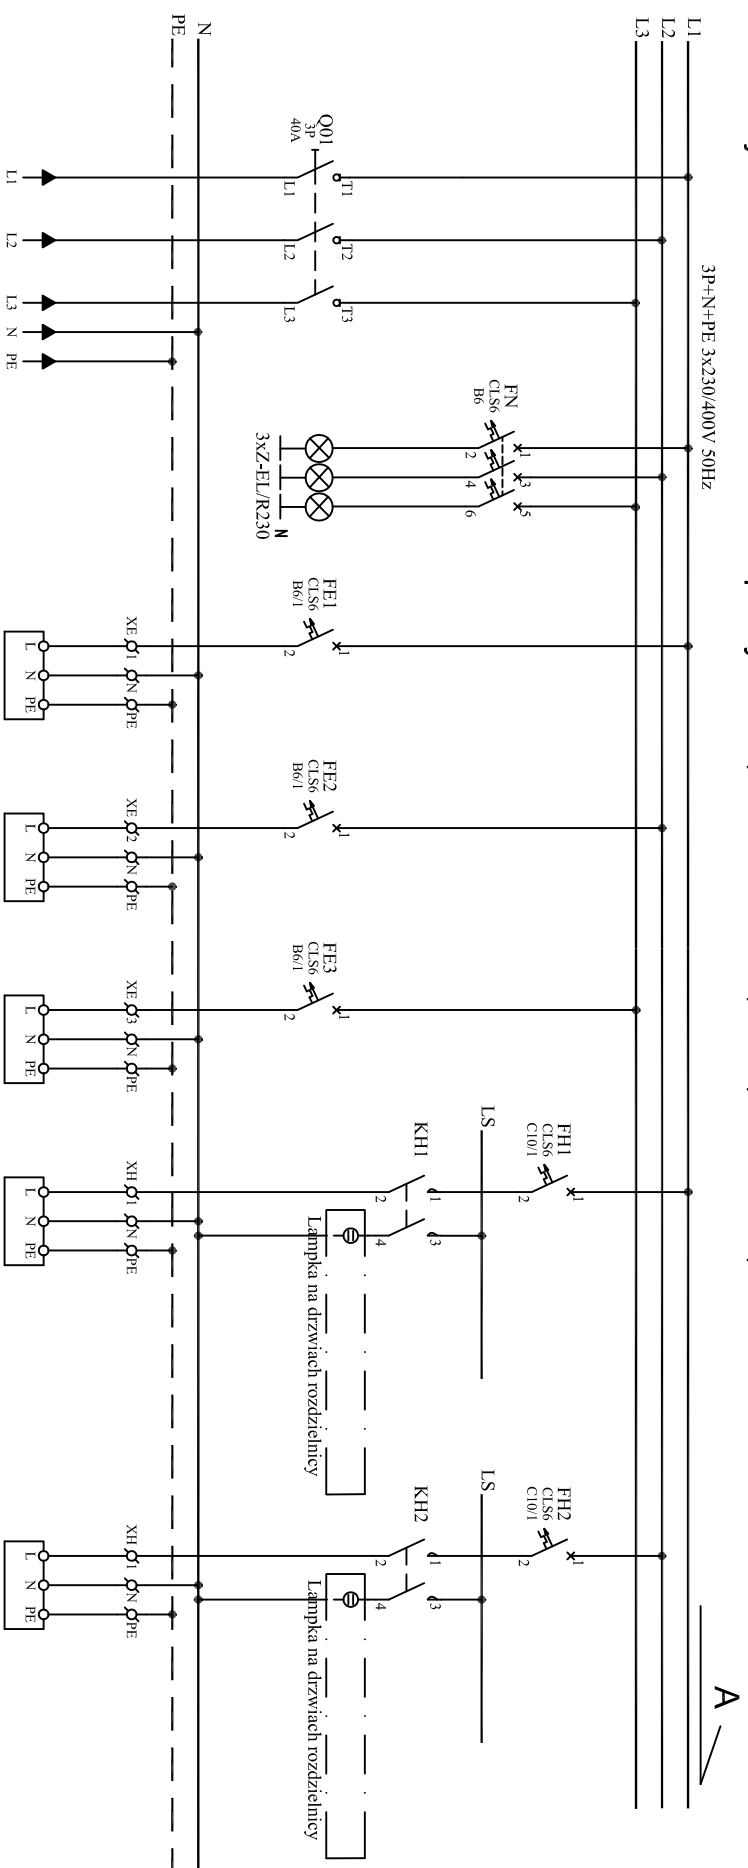 A
3P+N+PE 3x230/400V 50Hz
L1
L2
L3
Q01
3P
40A
T1
T2
T3
L1
L2
L3
FN
CLS6
B6
1
3
5
2
4
6
3xZ-EL/R230
N
FE1
CLS6
B6/1
1
2
FE2
CLS6
B6/1
1
2
FE3
CLS6
B6/1
1
2
FH1
CLS6
C10/1
1
2
LS
KH1
1
3
2
4
Lampka na drzwiach rozdzielnicy
FH2
CLS6
C10/1
1
2
LS
KH2
1
3
2
4
Lampka na drzwiach rozdzielnicy
N
PE
XE
1
N
PE
XE
2
N
PE
XE
3
N
PE
XH
1
N
PE
XH
1
N
PE
L1
L2
L3
N
PE
L
N
PE
L
N
PE
L
N
PE
L
N
PE
L
N
PE